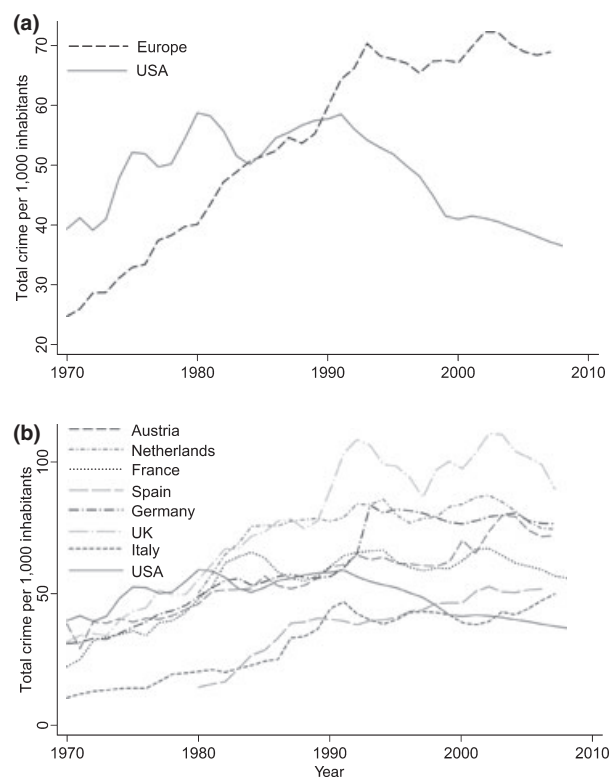 (a)
Europe
USA
Total crime per 1,000 inhabitants
70
60
50
40
30
20
1970 1980 1990 2000 2010
(b)
Austria
Netherlands
France
Spain
Germany
UK
Italy
USA
Total crime per 1,000 inhabitants
100
50
0
1970 1980 1990 2000 2010
Year